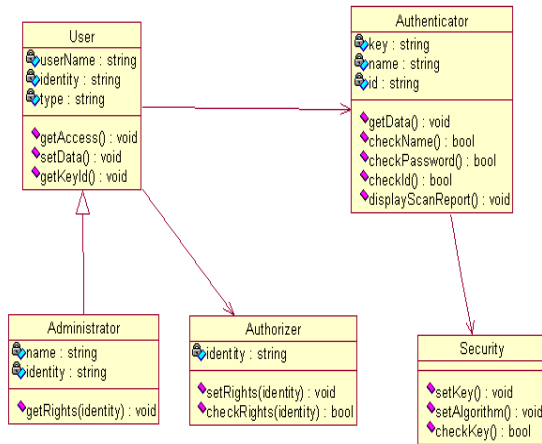 User
userName : string
identity : string
type : string
getAccess() : void
setData() : void
getKeyId() : void
Authenticator
key : string
name : string
id : string
getData() : void
checkName() : bool
checkPassword() : bool
checkId() : bool
displayScanReport() : void
Administrator
name : string
identity : string
getRights(identity) : void
Authorizer
identity : string
setRights(identity) : void
checkRights(identity) : bool
Security
setKey() : void
setAlgorithm() : void
checkKey() : bool